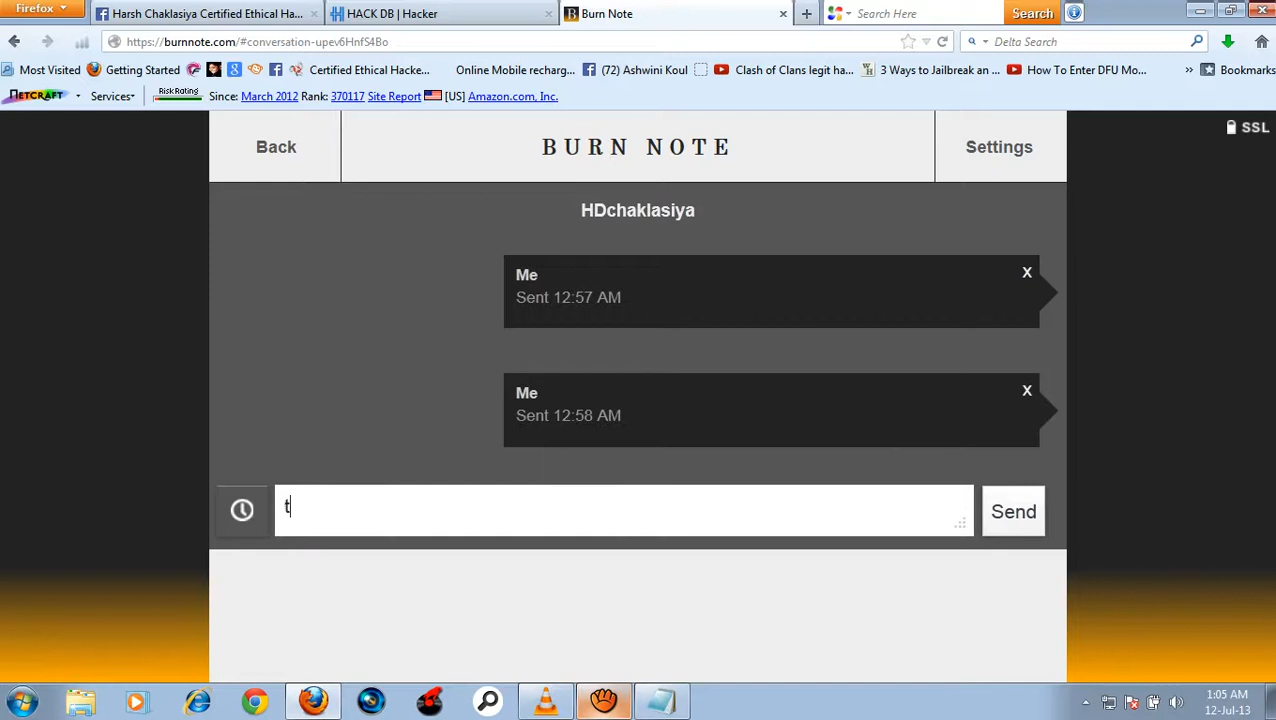 Firefox
Harsh Chaklasiya Certified Ethical Ha... ×
HACK DB | Hacker ×
Burn Note ×
Search Here
Search
https://burnnote.com/#conversation-upev6HnfS4Bo
Delta Search
Most Visited
Getting Started
Certified Ethical Hacke...
Online Mobile recharg...
(72) Ashwini Koul
Clash of Clans legit ha...
3 Ways to Jailbreak an ...
How To Enter DFU Mo...
»
Bookmarks
NETCRAFT
Services
Risk Rating
Since: March 2012 Rank: 370117 Site Report [US] Amazon.com, Inc.
SSL
Back
BURN NOTE
Settings
HDchaklasiya
Me X
Sent 12:57 AM
Me X
Sent 12:58 AM
t
Send
1:05 AM
12-Jul-13